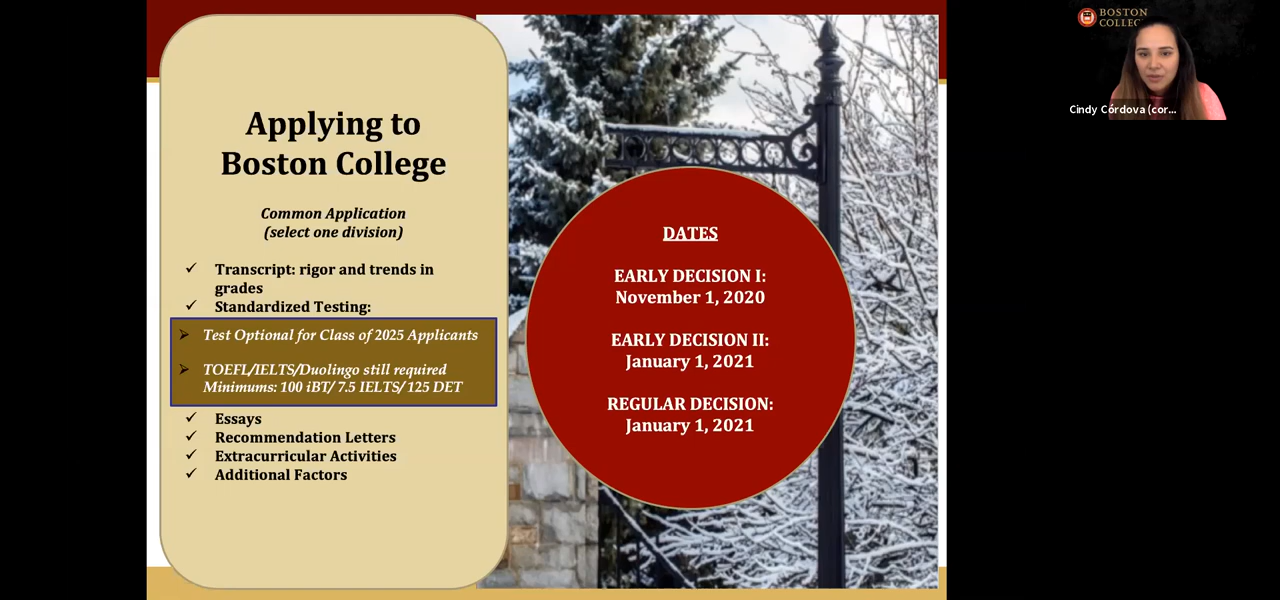 Applying to
Boston College
Common Application
(select one division)
✓ Transcript: rigor and trends in
grades
✓ Standardized Testing:
➢ Test Optional for Class of 2025 Applicants
➢ TOEFL/IELTS/Duolingo still required
Minimums: 100 iBT/ 7.5 IELTS/ 125 DET
✓ Essays
✓ Recommendation Letters
✓ Extracurricular Activities
✓ Additional Factors
DATES
EARLY DECISION I:
November 1, 2020
EARLY DECISION II:
January 1, 2021
REGULAR DECISION:
January 1, 2021
BOSTON
COLLEG
Cindy Córdova (cor...